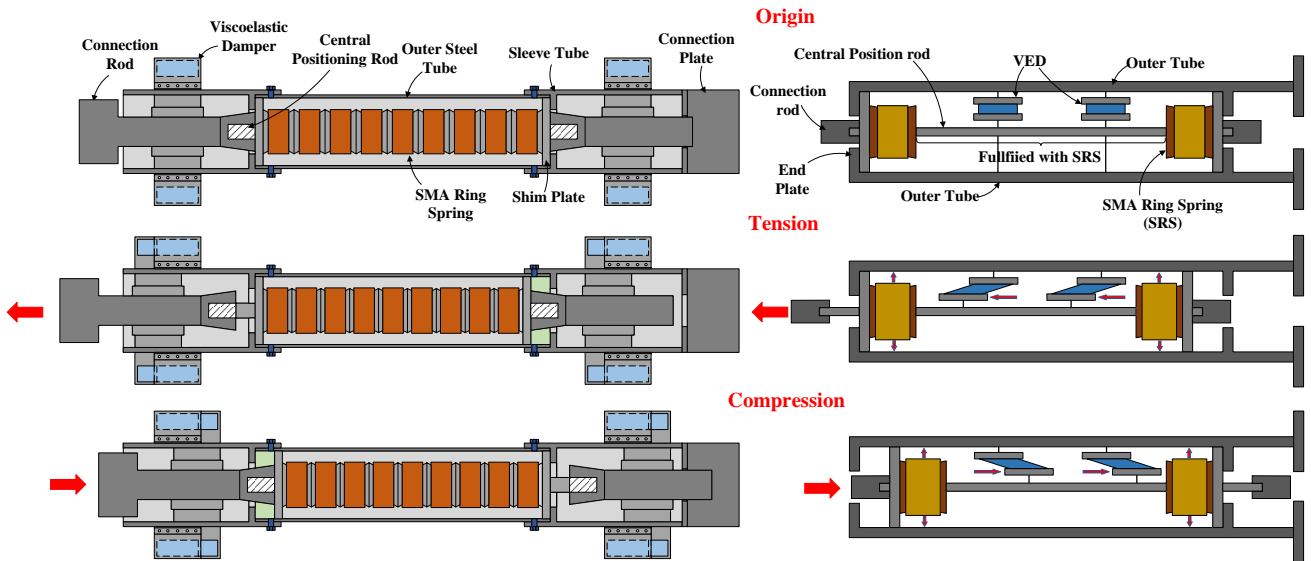 Origin
Viscoelastic
Damper
Connection
Rod
Central
Positioning Rod
Outer Steel
Tube
Sleeve Tube
Connection
Plate
SMA Ring
Spring
Shim Plate
Central Position rod
VED
Outer Tube
Connection
rod
Fullfiied with SRS
End
Plate
Outer Tube
SMA Ring Spring
(SRS)
Tension
Compression